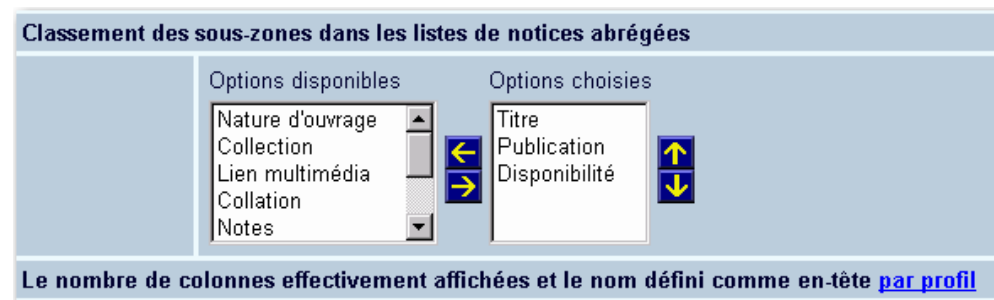 Classement des sous-zones dans les listes de notices abrégées
Options disponibles
Options choisies
Nature d'ouvrage
Collection
Lien multimédia
Collation
Notes
Titre
Publication
Disponibilité
Le nombre de colonnes effectivement affichées et le nom défini comme en-tête par profil